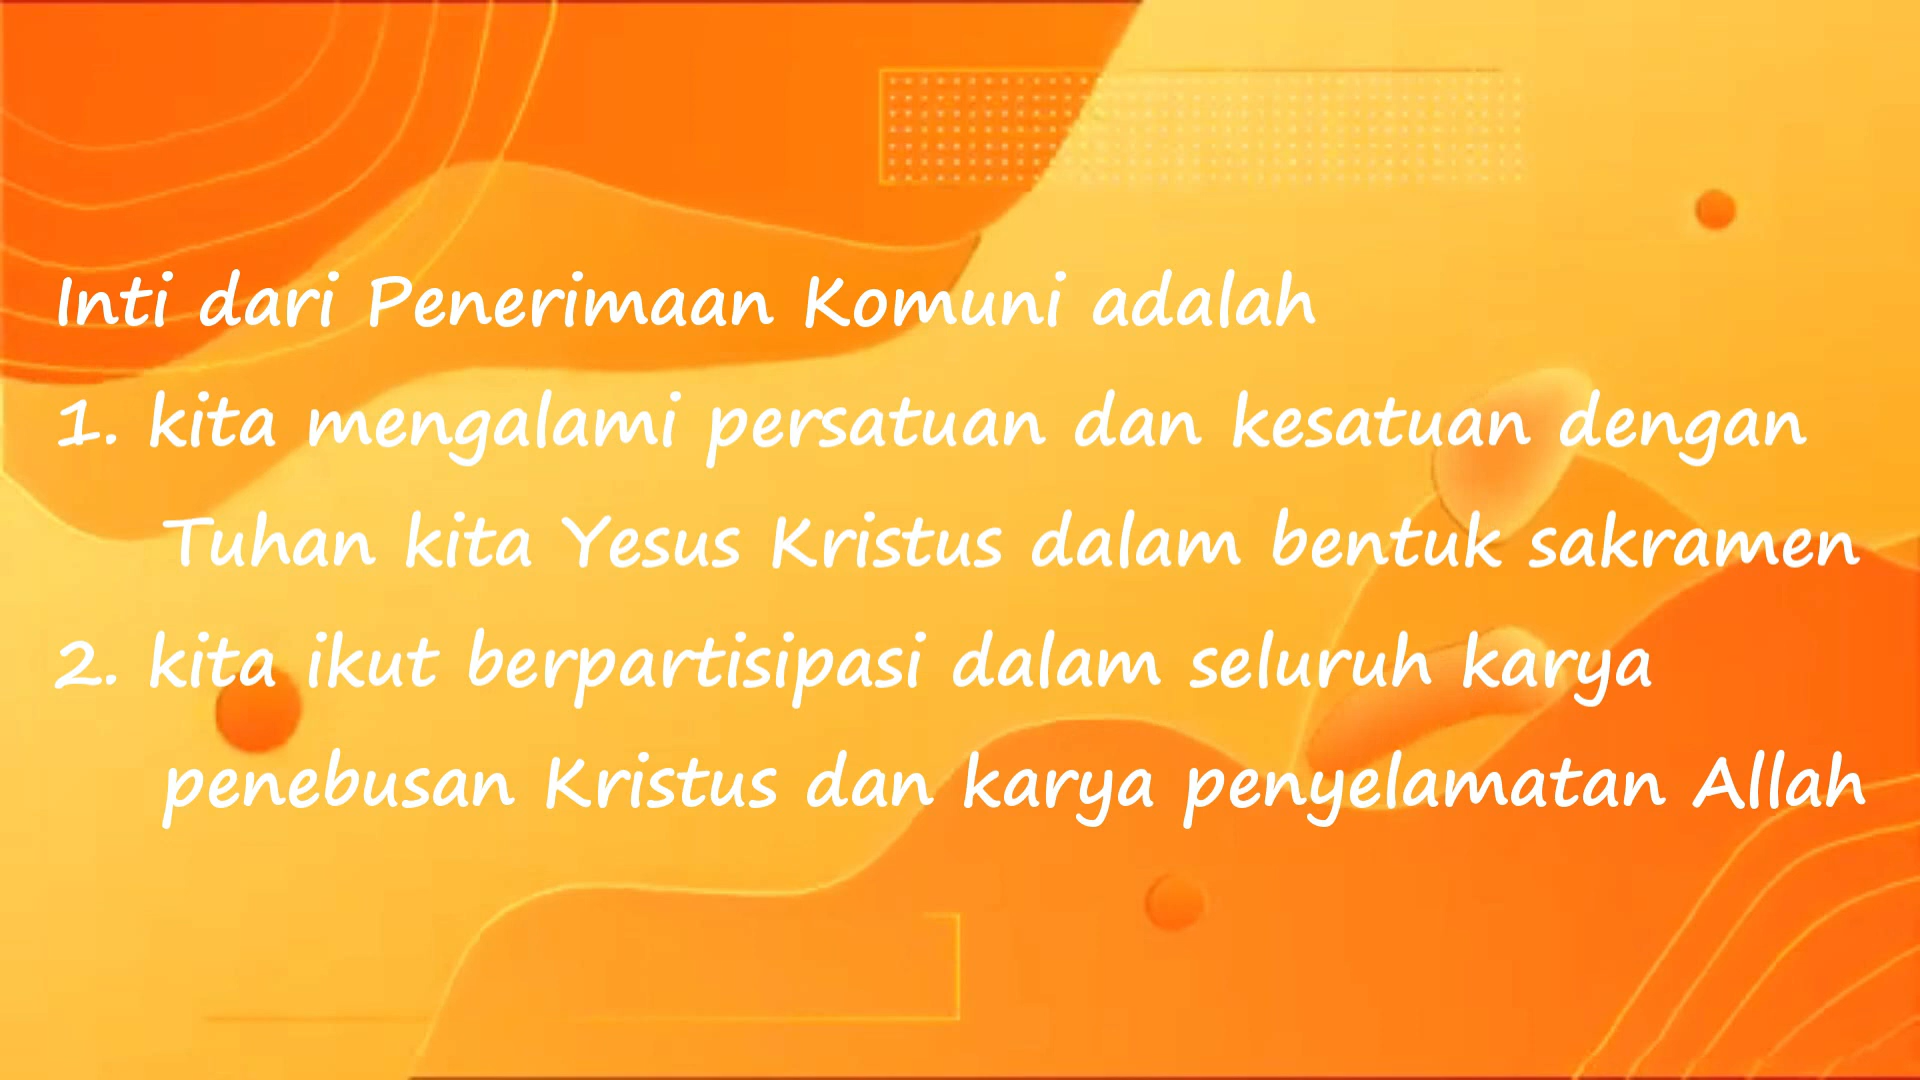 Inti dari Penerimaan Komuni adalah
1. kita mengalami persatuan dan kesatuan dengan
Tuhan kita Yesus Kristus dalam bentuk sakramen
2. kita ikut berpartisipasi dalam seluruh karya
penebusan Kristus dan karya penyelamatan Allah